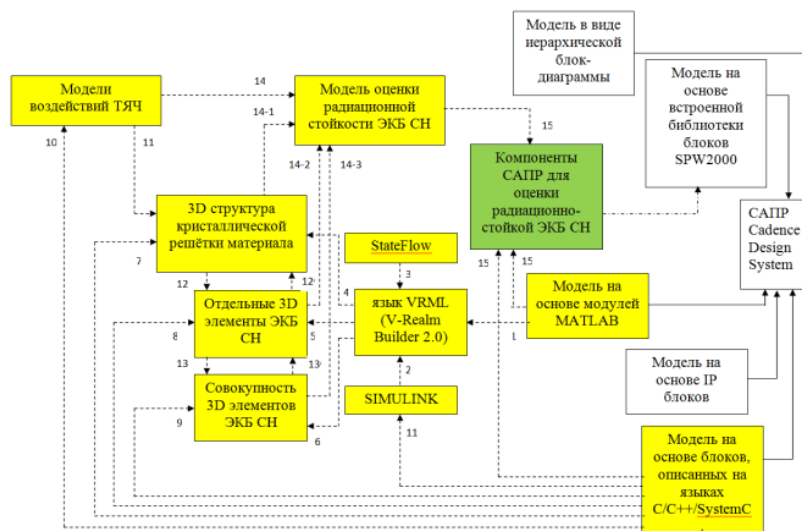 Модель в виде
иерархической
блок-
диаграммы
Модели
воздействий ТЯЧ
14
Модель оценки
радиационной
стойкости ЭКБ СН
Модель на
основе
встроенной
библиотеки
блоков
SPW2000
14-1
10
11
15
14-2
14-3
Компоненты
САПР для
оценки
радиационно-
стойкой ЭКБ СН
3D структура
кристаллической
решётки материала
САПР
Cadence
Design
System
7
StateFlow
15
15
12
12
4
3
Отдельные 3D
элементы ЭКБ
СН
язык VRML
(V-Realm
Builder 2.0)
Модель на
основе модулей
MATLAB
8
5
1
13
13
2
Совокупность
3D элементов
ЭКБ СН
SIMULINK
Модель на
основе IP
блоков
9
6
11
Модель на
основе блоков,
описанных на
языках
C/C++/SystemC